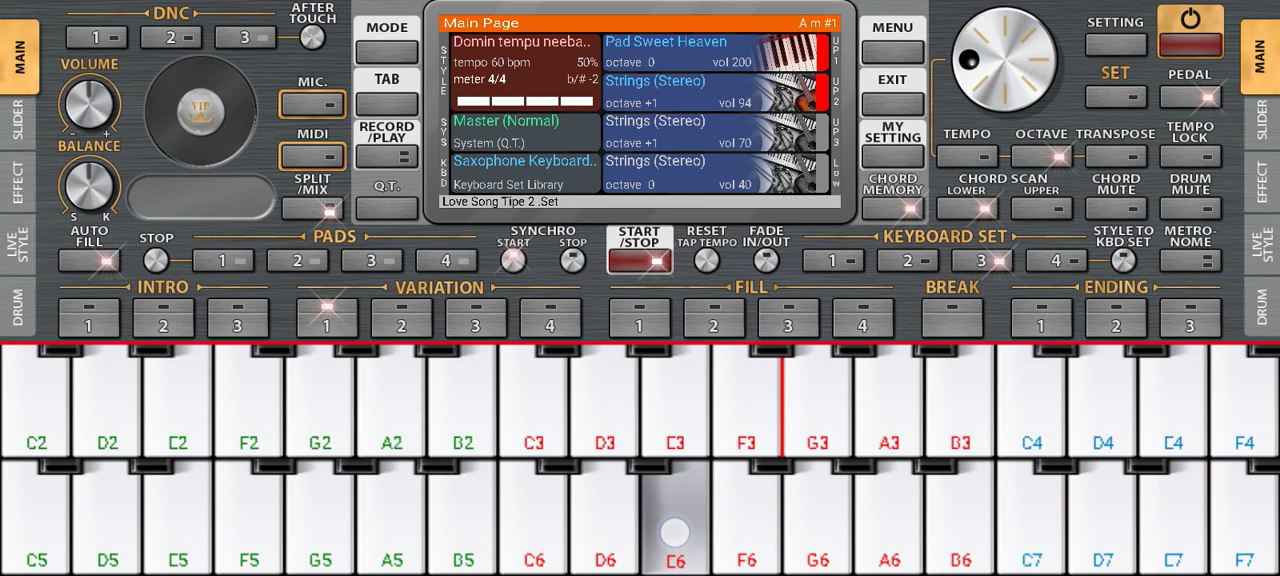 DNC
AFTER
TOUCH
1 2 3
VOLUME
BALANCE
S K
VIP
MIC.
MIDI
SPLIT
/MIX
MODE
TAB
RECORD
/PLAY
Q.T.
Main Page A m #1
STYLE
Domin tempu neeba..
tempo 60 bpm 50%
meter 4/4 b/# -2
SYS
Master (Normal)
System (Q.T.)
KBD
Saxophone Keyboard..
Keyboard Set Library
Pad Sweet Heaven
octave 0 vol 200
UP1
Strings (Stereo)
octave +1 vol 94
UP2
Strings (Stereo)
octave +1 vol 70
UP3
Strings (Stereo)
octave 0 vol 40
Low
Love Song Tipe 2 .Set
MENU
EXIT
MY
SETTING
CHORD
MEMORY
SETTING
SET
PEDAL
TEMPO OCTAVE TRANSPOSE TEMPO
LOCK
CHORD SCAN
LOWER UPPER
CHORD
MUTE
DRUM
MUTE
MAIN
SLIDER
EFFECT
LIVE
STYLE
DRUM
MAIN
SLIDER
EFFECT
LIVE
STYLE
DRUM
AUTO
FILL
STOP
PADS
1 2 3 4
SYNCHRO
START STOP
START
/STOP
RESET
TAP TEMPO
FADE
IN/OUT
KEYBOARD SET
1 2 3 4
STYLE TO
KBD SET
METRO-
NOME
INTRO VARIATION FILL BREAK ENDING
1 2 3 1 2 3 4 1 2 3 4 1 2 3
C2 D2 E2 F2 G2 A2 B2 C3 D3 E3 F3 G3 A3 B3 C4 D4 E4 F4
C5 D5 E5 F5 G5 A5 B5 C6 D6 E6 F6 G6 A6 B6 C7 D7 E7 F7